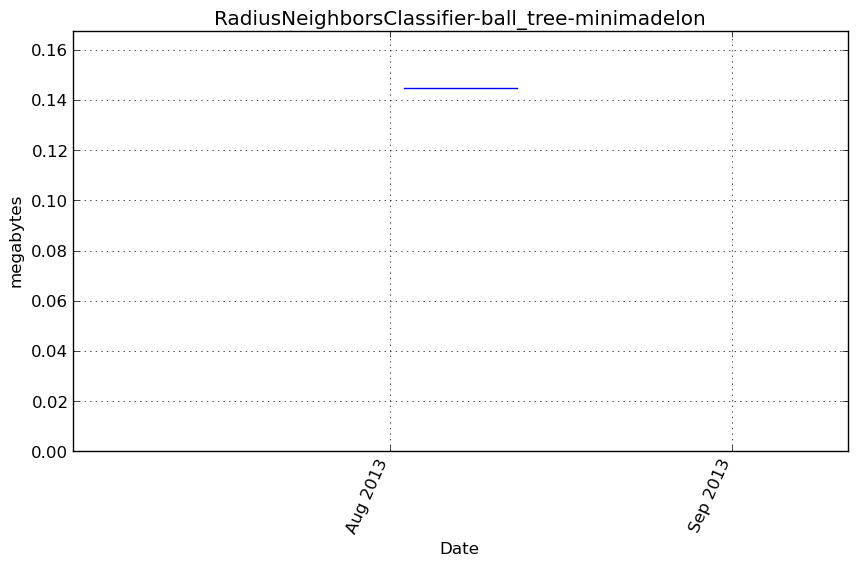 RadiusNeighborsClassifier-ball_tree-minimadelon
0.16
0.14
0.12
0.10
0.08
0.06
0.04
0.02
0.00
megabytes
Aug 2013
Sep 2013
Date